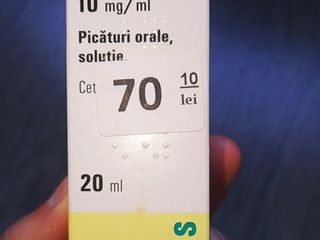 10 mg/ml
Picături orale,
soluție.
Cet
70 10 lei
20 ml
S